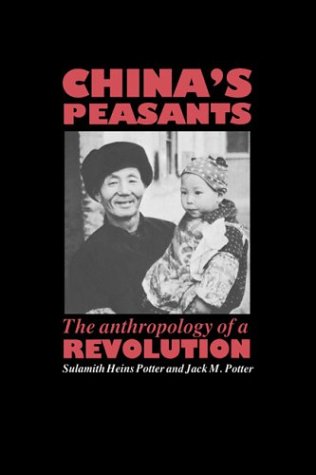 CHINA'S
PEASANTS
The anthropology of a
REVOLUTION
Sulamith Heins Potter and Jack M. Potter